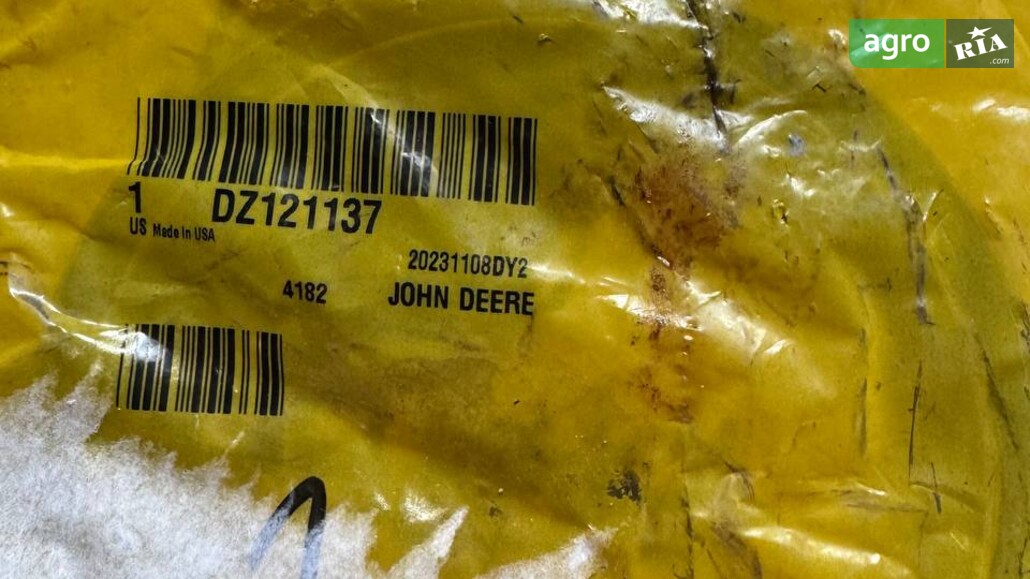 agro RIA .com
1 DZ121137
US Made in USA
20231108DY2
4182 JOHN DEERE